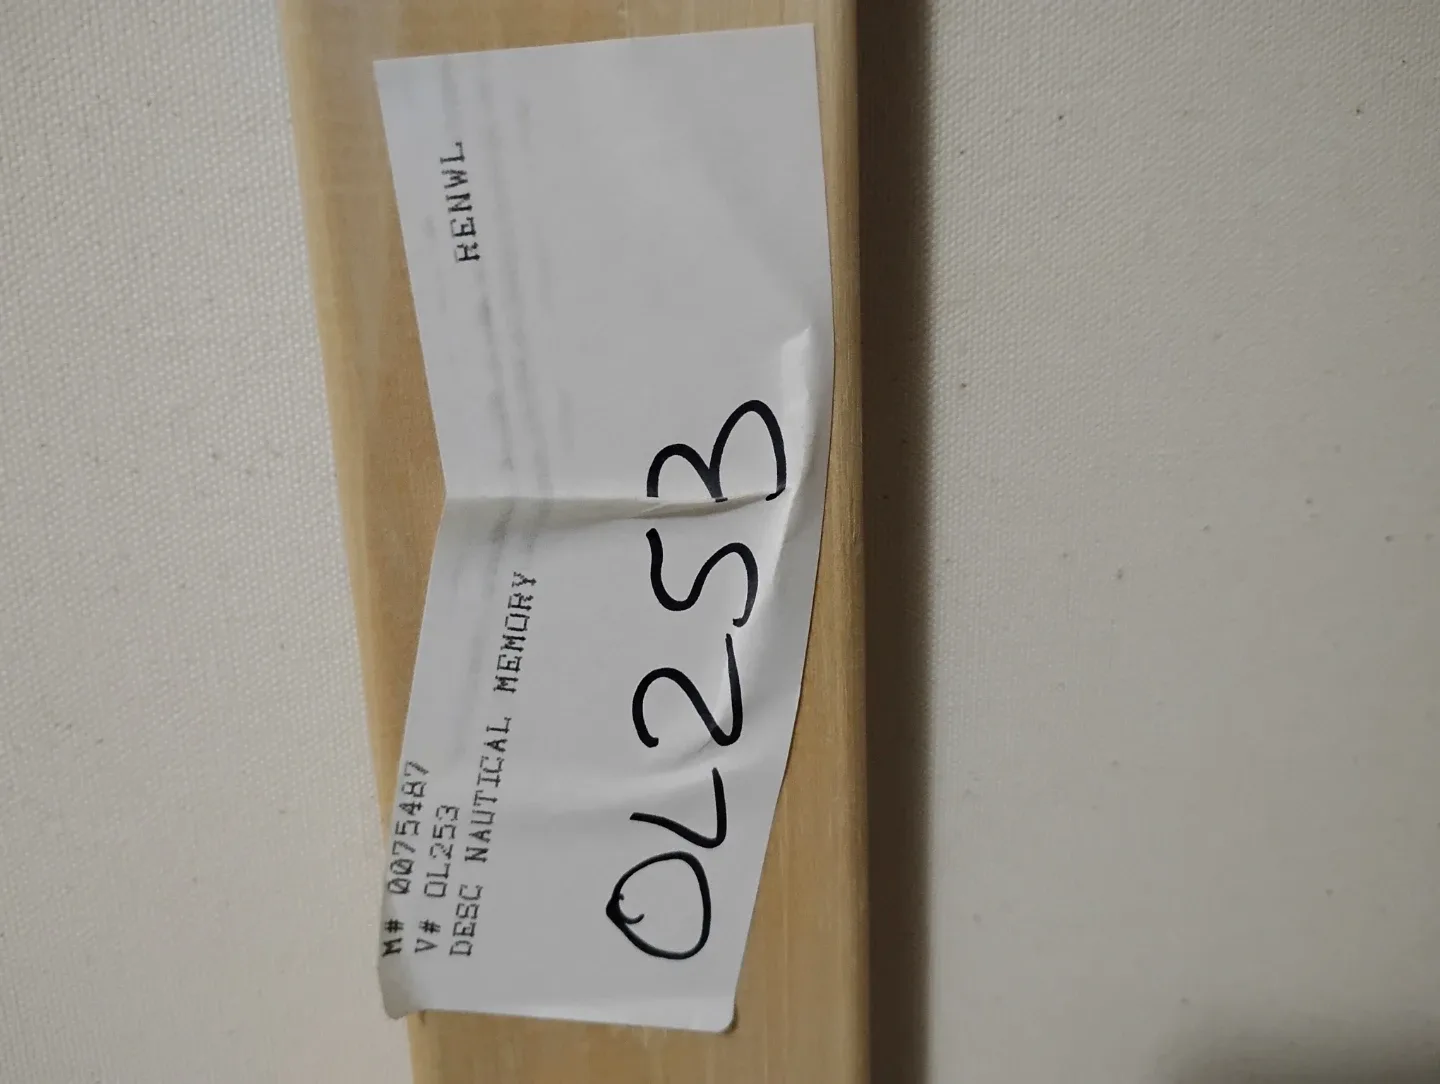 M# 0075487
V# OL253
DESC NAUTICAL MEMORY
RENWL
OL253